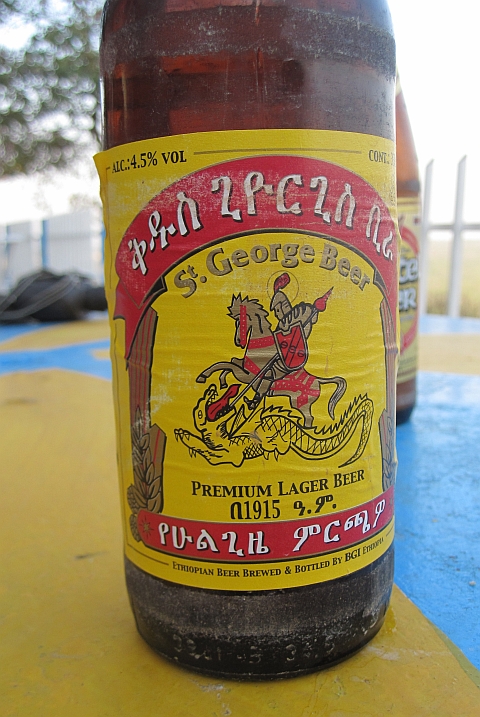 ALC.:4.5% VOL CONT.:
ቅዱስ ጊዮርጊስ ቢራ
St. George Beer
PREMIUM LAGER BEER
በ1915 ዓ.ም.
የሁልጊዜ ምርጫዎ
ETHIOPIAN BEER BREWED & BOTTLED BY BGI ETHIOPIA